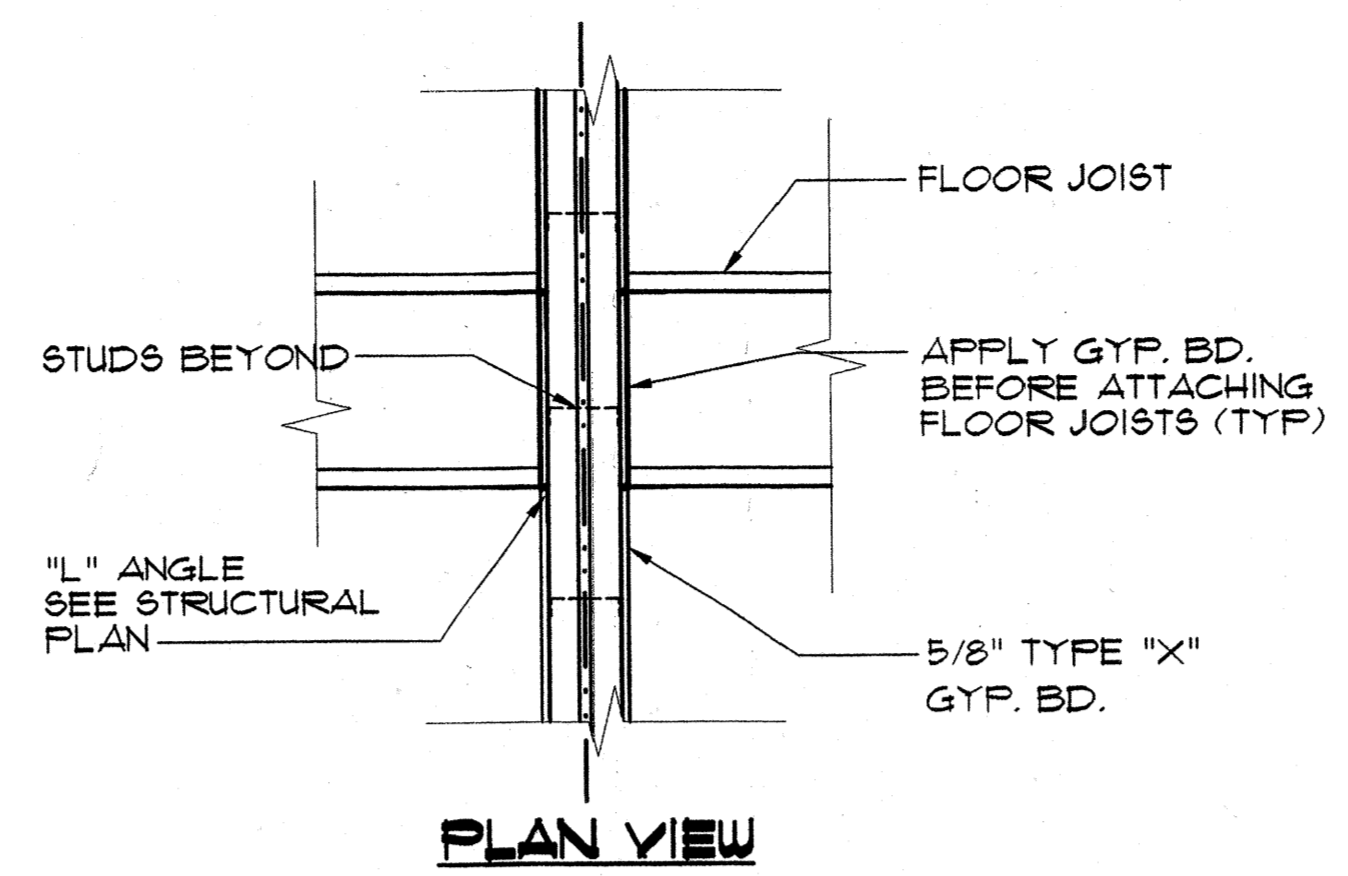 FLOOR JOIST
STUDS BEYOND
APPLY GYP. BD.
BEFORE ATTACHING
FLOOR JOISTS (TYP)
"L" ANGLE
SEE STRUCTURAL
PLAN
5/8" TYPE "X"
GYP. BD.
PLAN VIEW